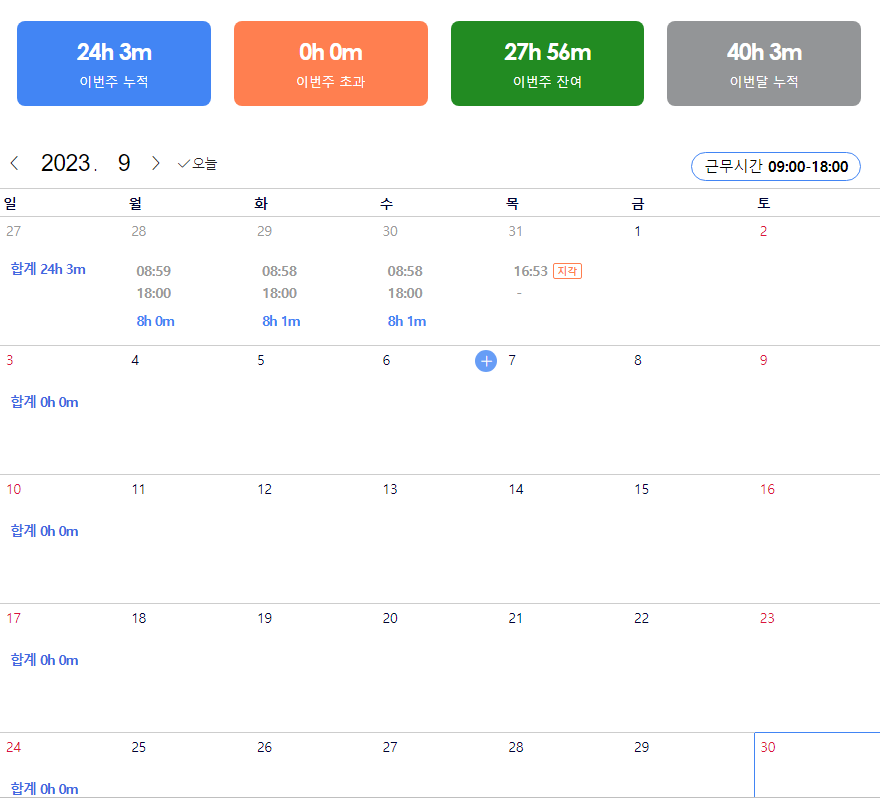 24h 3m
이번주 누적
0h 0m
이번주 초과
27h 56m
이번주 잔여
40h 3m
이번달 누적
2023. 9 오늘
근무시간 09:00-18:00
일 월 화 수 목 금 토
27 28 29 30 31 1 2
합계 24h 3m 08:59 08:58 08:58 16:53 지각
18:00 18:00 18:00 -
8h 0m 8h 1m 8h 1m
3 4 5 6 + 7 8 9
합계 0h 0m
10 11 12 13 14 15 16
합계 0h 0m
17 18 19 20 21 22 23
합계 0h 0m
24 25 26 27 28 29 30
합계 0h 0m